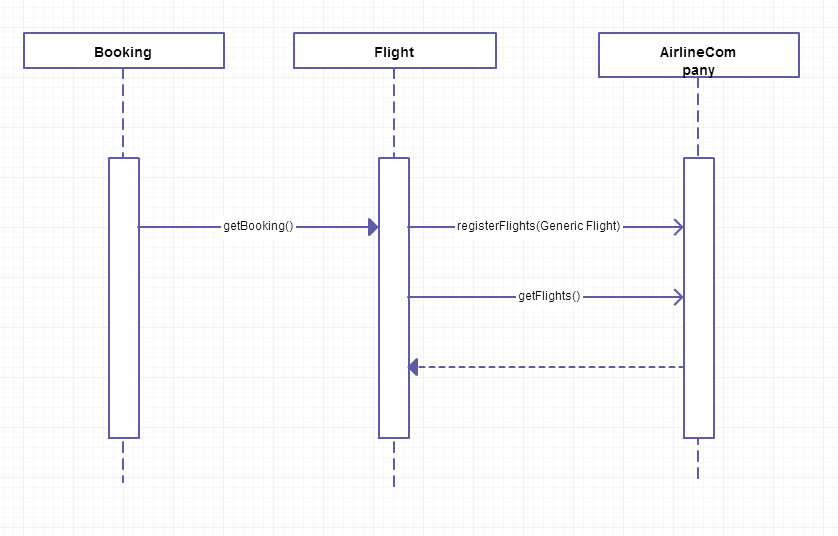 Booking
Flight
AirlineCom
pany
getBooking()
registerFlights(Generic Flight)
getFlights()